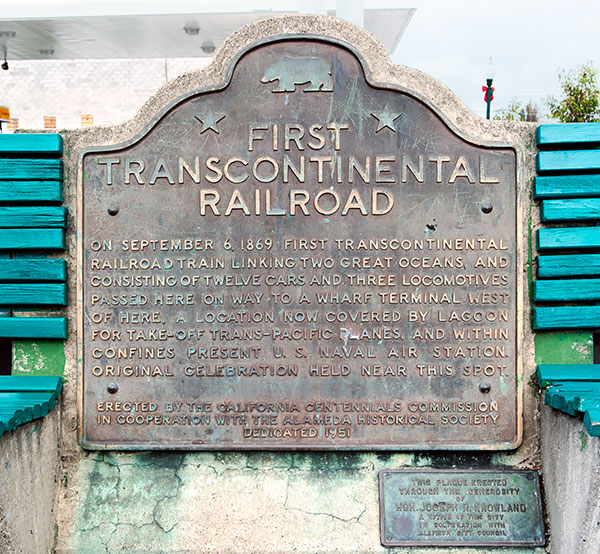 FIRST
TRANSCONTINENTAL
RAILROAD
ON SEPTEMBER 6, 1869 FIRST TRANSCONTINENTAL
RAILROAD TRAIN LINKING TWO GREAT OCEANS, AND
CONSISTING OF TWELVE CARS AND THREE LOCOMOTIVES
PASSED HERE ON WAY TO A WHARF TERMINAL WEST
OF HERE, A LOCATION NOW COVERED BY LAGOON
FOR TAKE-OFF TRANS-PACIFIC PLANES, AND WITHIN
CONFINES PRESENT U.S. NAVAL AIR STATION.
ORIGINAL CELEBRATION HELD NEAR THIS SPOT.
ERECTED BY THE CALIFORNIA CENTENNIALS COMMISSION
IN COOPERATION WITH THE ALAMEDA HISTORICAL SOCIETY
DEDICATED 1951
THIS PLAQUE ERECTED
THROUGH THE GENEROSITY OF
HON. JOSEPH R. KNOWLAND
A NATIVE OF THIS CITY
IN COOPERATION WITH
ALAMEDA CITY COUNCIL